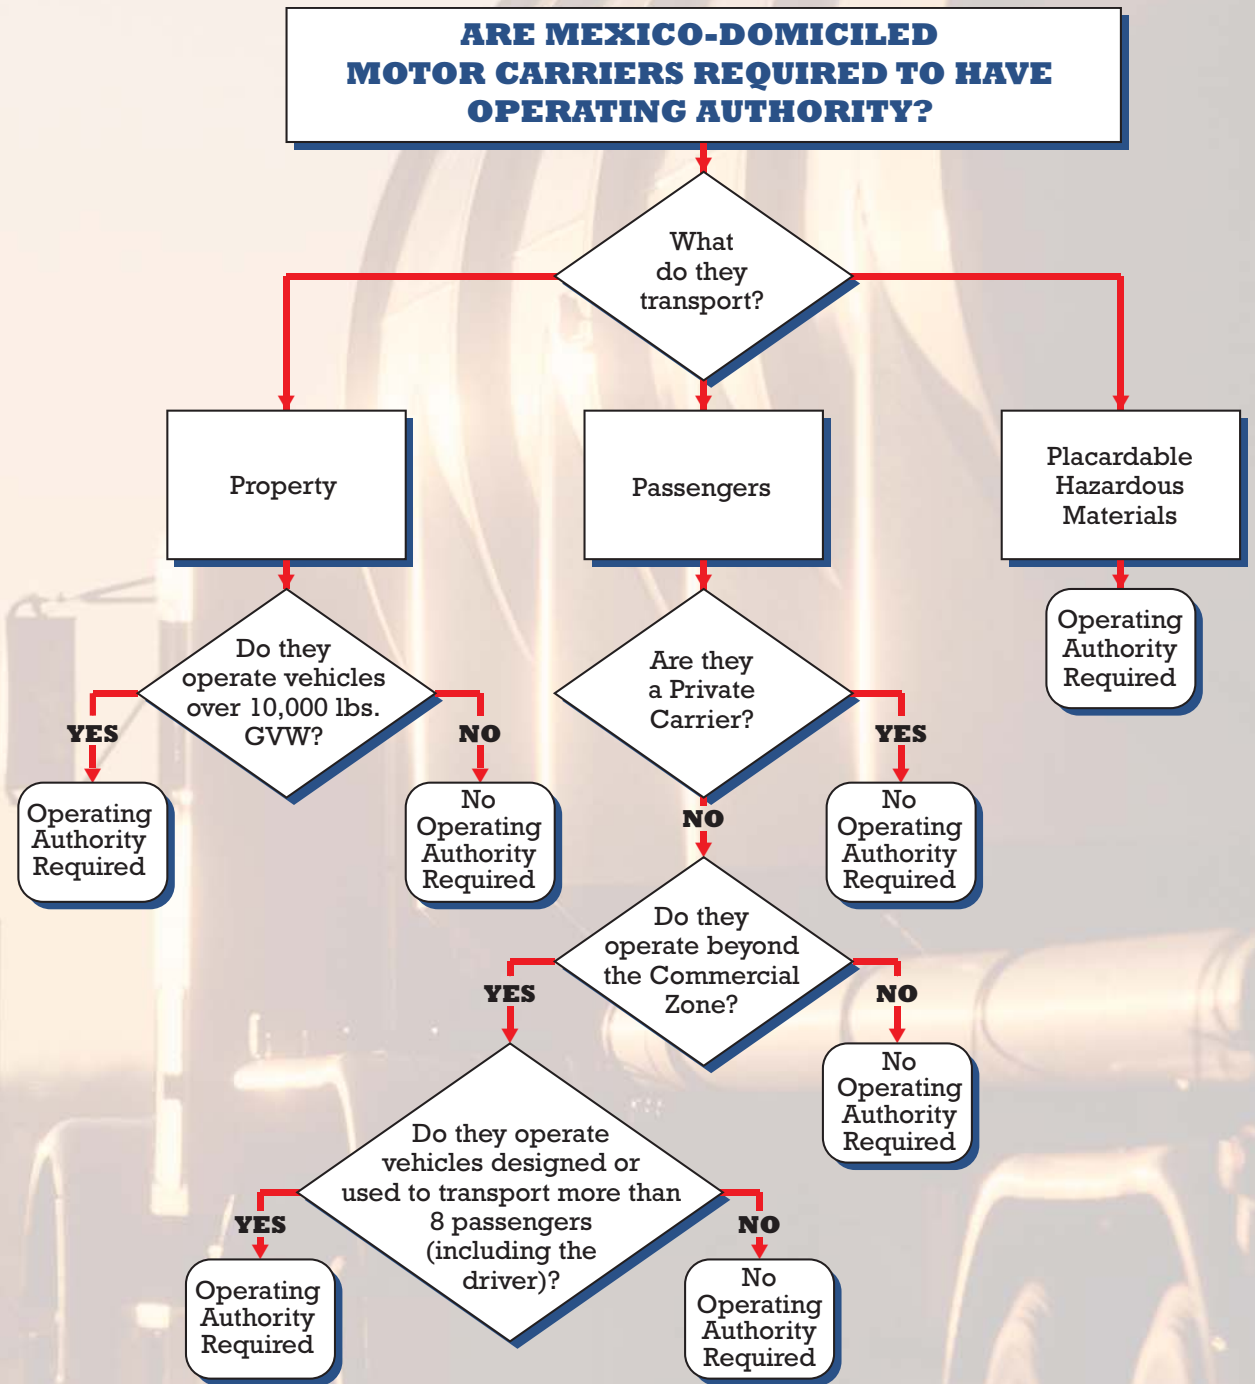 ARE MEXICO-DOMICILED
MOTOR CARRIERS REQUIRED TO HAVE
OPERATING AUTHORITY?
What
do they
transport?
Property
Passengers
Placardable
Hazardous
Materials
Do they
operate vehicles
over 10,000 lbs.
GVW?
Are they
a Private
Carrier?
Operating
Authority
Required
YES
NO
YES
Operating
Authority
Required
No
Operating
Authority
Required
NO
No
Operating
Authority
Required
Do they
operate beyond
the Commercial
Zone?
YES
NO
No
Operating
Authority
Required
Do they operate
vehicles designed or
used to transport more than
8 passengers
(including the
driver)?
YES
NO
Operating
Authority
Required
No
Operating
Authority
Required